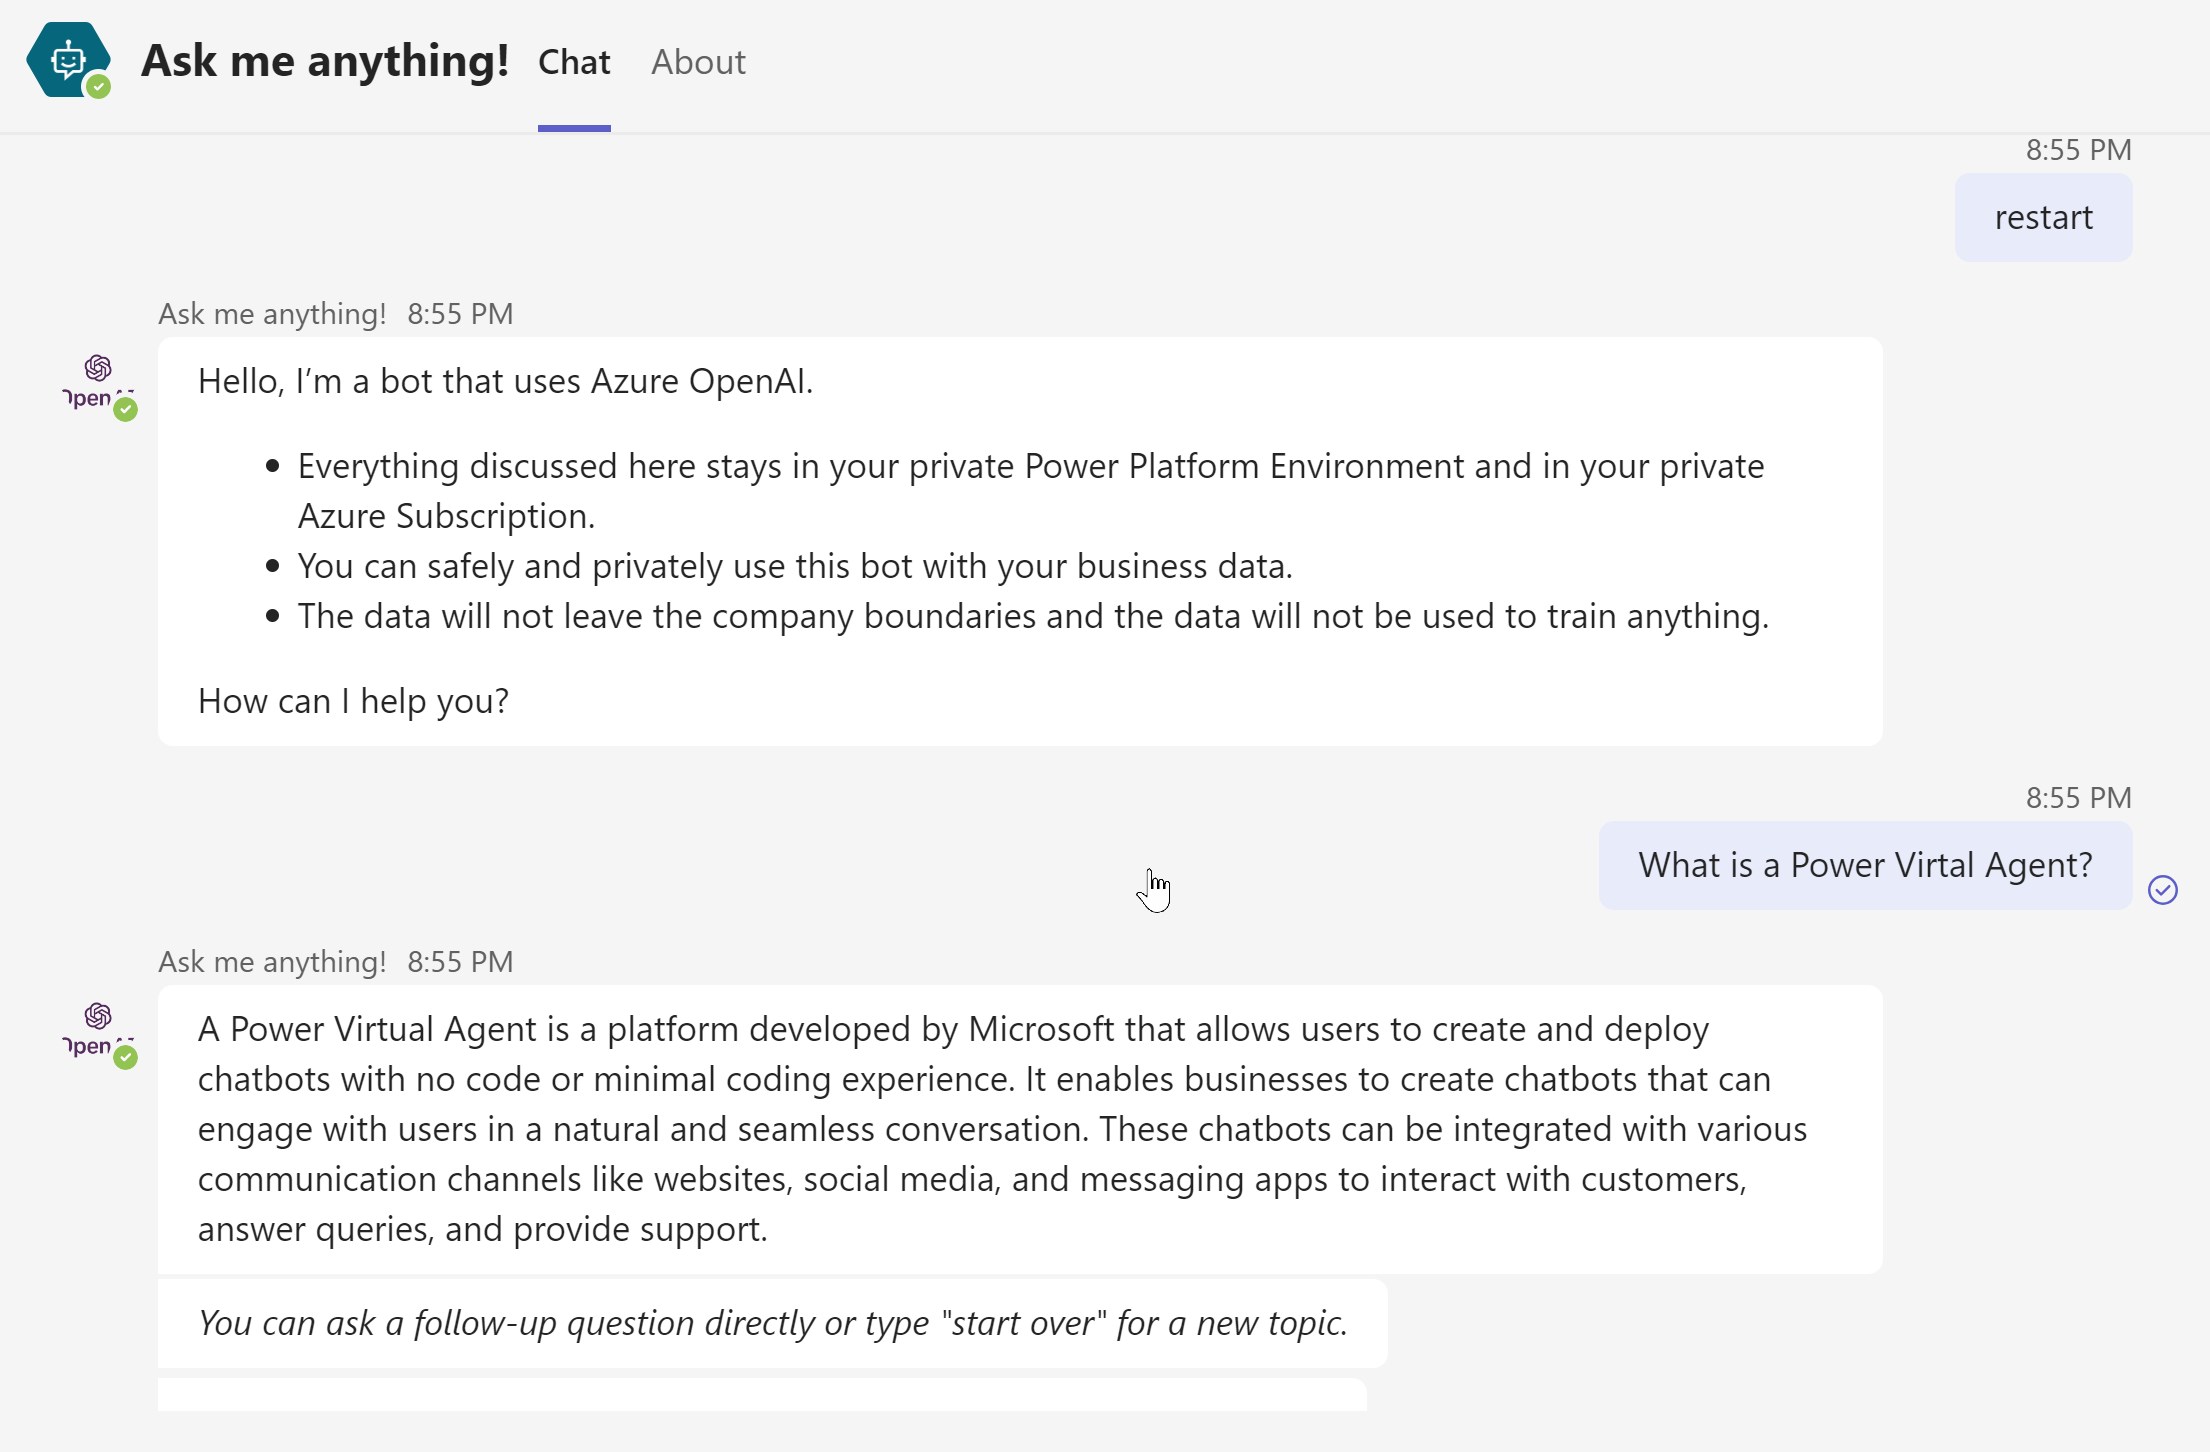 Ask me anything! Chat About
8:55 PM
restart
Ask me anything! 8:55 PM
Hello, I’m a bot that uses Azure OpenAI.
• Everything discussed here stays in your private Power Platform Environment and in your private
Azure Subscription.
• You can safely and privately use this bot with your business data.
• The data will not leave the company boundaries and the data will not be used to train anything.
How can I help you?
8:55 PM
What is a Power Virtal Agent?
Ask me anything! 8:55 PM
A Power Virtual Agent is a platform developed by Microsoft that allows users to create and deploy
chatbots with no code or minimal coding experience. It enables businesses to create chatbots that can
engage with users in a natural and seamless conversation. These chatbots can be integrated with various
communication channels like websites, social media, and messaging apps to interact with customers,
answer queries, and provide support.
You can ask a follow-up question directly or type "start over" for a new topic.